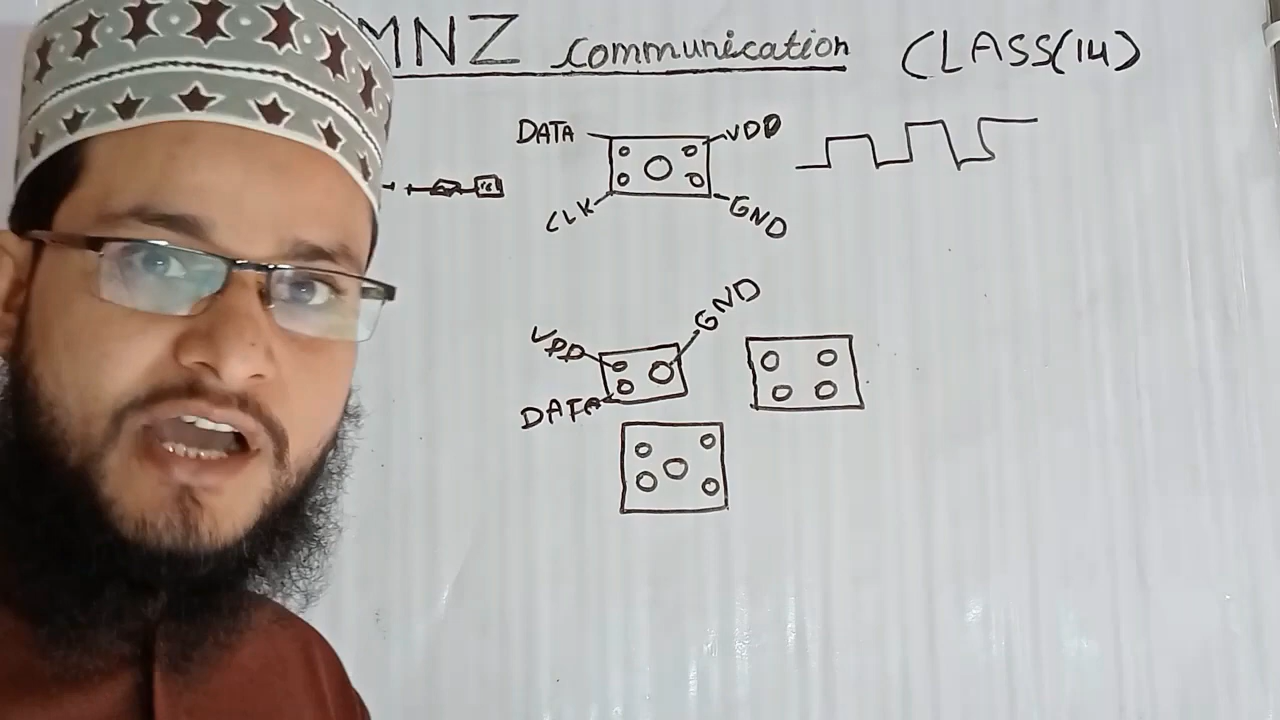 MNZ communication CLASS(14)
DATA VDD
CLK GND
GND
VDD
DATA